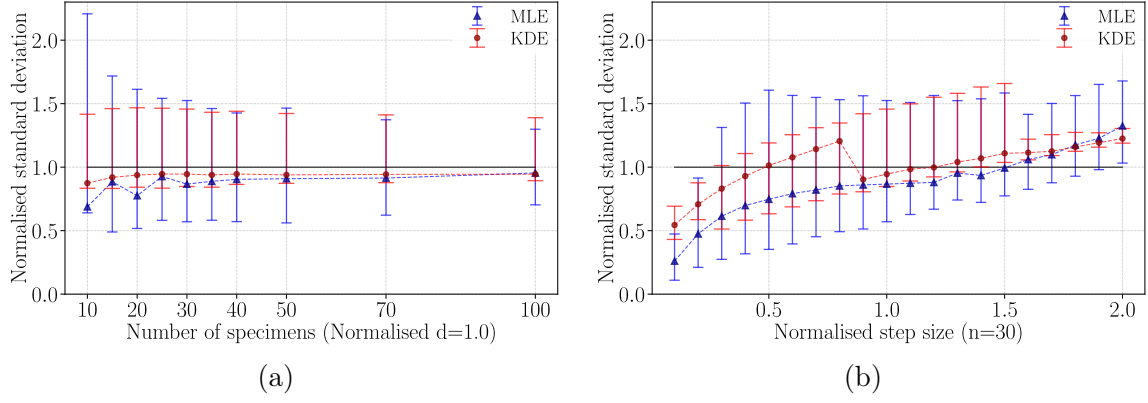 Normalised standard deviation
2.0
1.5
1.0
0.5
0.0
MLE
KDE
10 20 30 40 50 70 100
Number of specimens (Normalised d=1.0)
(a)
Normalised standard deviation
2.0
1.5
1.0
0.5
0.0
MLE
KDE
0.5 1.0 1.5 2.0
Normalised step size (n=30)
(b)